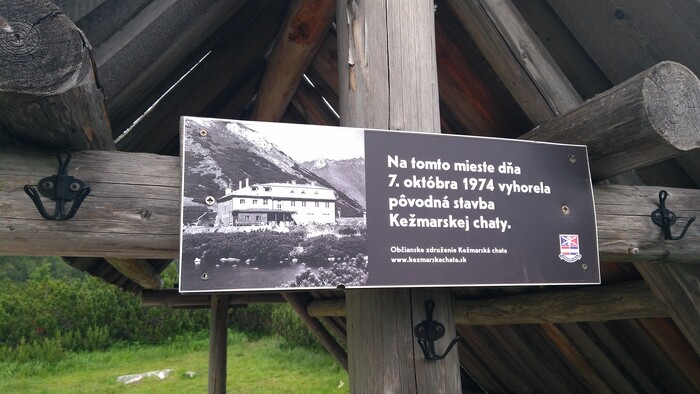 Na tomto mieste dňa
7. októbra 1974 vyhorela
pôvodná stavba
Kežmarskej chaty.
Občianske združenie Kežmarská chata
www.kezmarskachata.sk